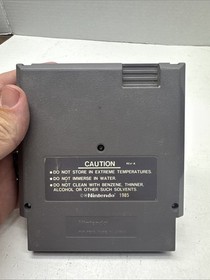 CAUTION
•DO NOT STORE IN EXTREME TEMPERATURES.
•DO NOT IMMERSE IN WATER.
•DO NOT CLEAN WITH BENZENE, THINNER,
ALCOHOL OR OTHER SUCH SOLVENTS.
©Nintendo 1985